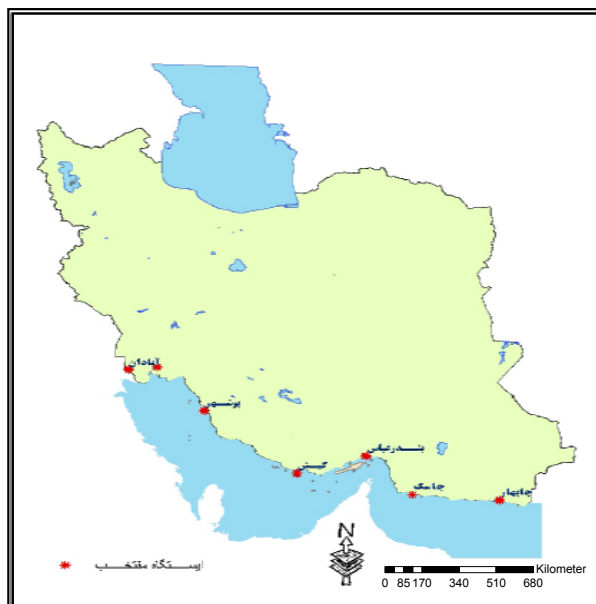 آبادان
بوشهر
کیش
بندرعباس
جاسک
چابهار
ایستگاه منتخب
N
Kilometer
0 85 170 340 510 680